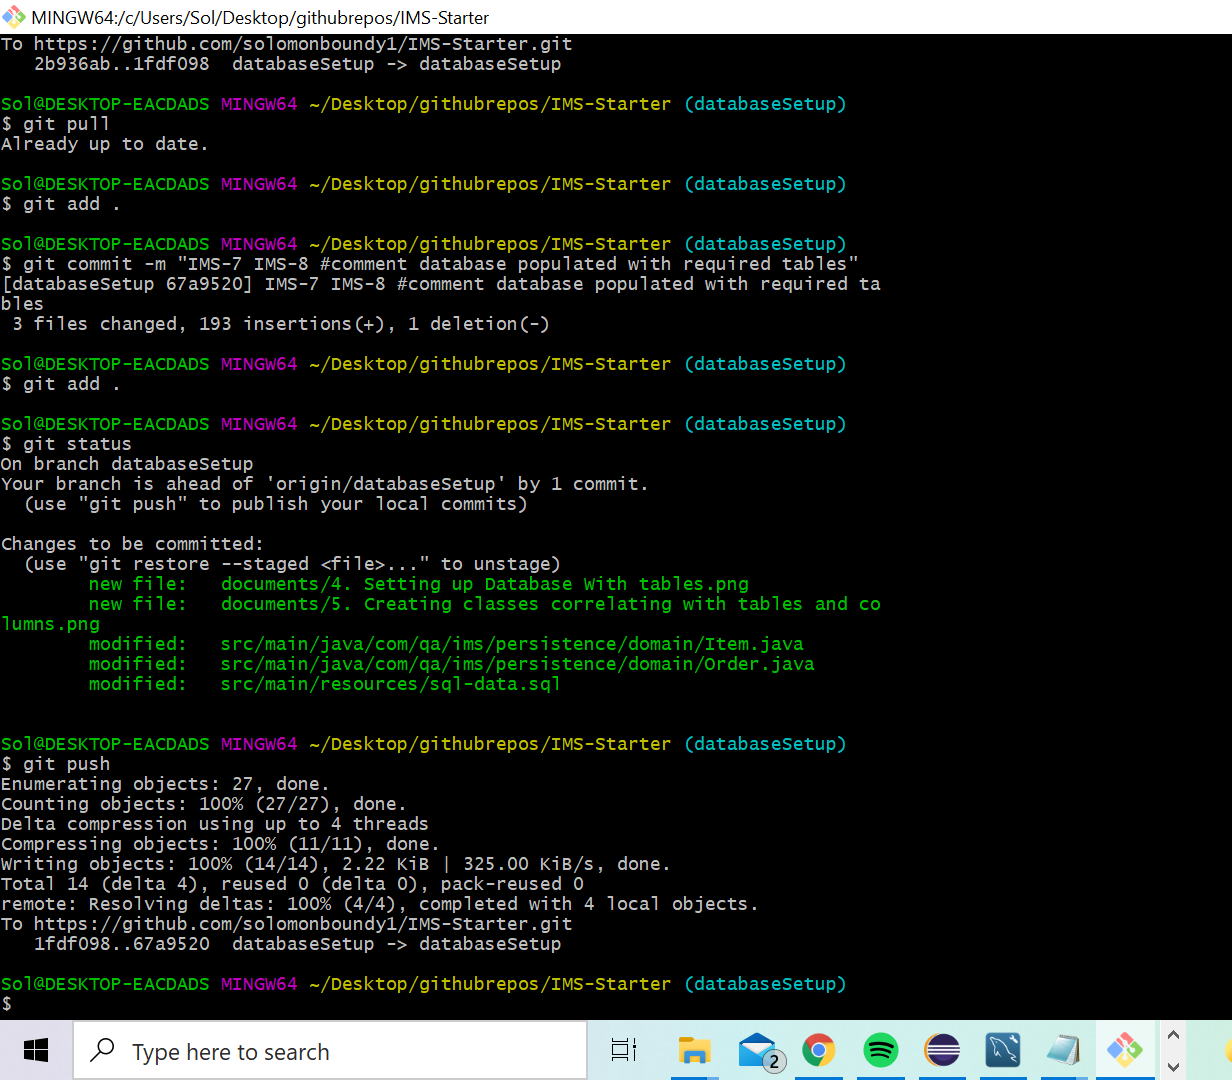 MINGW64:/c/Users/Sol/Desktop/githubrepos/IMS-Starter
To https://github.com/solomonboundy1/IMS-Starter.git
   2b936ab..1fdf098  databaseSetup -> databaseSetup
Sol@DESKTOP-EACDADS MINGW64 ~/Desktop/githubrepos/IMS-Starter (databaseSetup)
$ git pull
Already up to date.
Sol@DESKTOP-EACDADS MINGW64 ~/Desktop/githubrepos/IMS-Starter (databaseSetup)
$ git add .
Sol@DESKTOP-EACDADS MINGW64 ~/Desktop/githubrepos/IMS-Starter (databaseSetup)
$ git commit -m "IMS-7 IMS-8 #comment database populated with required tables"
[databaseSetup 67a9520] IMS-7 IMS-8 #comment database populated with required ta
bles
 3 files changed, 193 insertions(+), 1 deletion(-)
Sol@DESKTOP-EACDADS MINGW64 ~/Desktop/githubrepos/IMS-Starter (databaseSetup)
$ git add .
Sol@DESKTOP-EACDADS MINGW64 ~/Desktop/githubrepos/IMS-Starter (databaseSetup)
$ git status
On branch databaseSetup
Your branch is ahead of 'origin/databaseSetup' by 1 commit.
  (use "git push" to publish your local commits)
Changes to be committed:
  (use "git restore --staged <file>..." to unstage)
        new file:   documents/4. Setting up Database With tables.png
        new file:   documents/5. Creating classes correlating with tables and co
lumns.png
        modified:   src/main/java/com/qa/ims/persistence/domain/Item.java
        modified:   src/main/java/com/qa/ims/persistence/domain/Order.java
        modified:   src/main/resources/sql-data.sql
Sol@DESKTOP-EACDADS MINGW64 ~/Desktop/githubrepos/IMS-Starter (databaseSetup)
$ git push
Enumerating objects: 27, done.
Counting objects: 100% (27/27), done.
Delta compression using up to 4 threads
Compressing objects: 100% (11/11), done.
Writing objects: 100% (14/14), 2.22 KiB | 325.00 KiB/s, done.
Total 14 (delta 4), reused 0 (delta 0), pack-reused 0
remote: Resolving deltas: 100% (4/4), completed with 4 local objects.
To https://github.com/solomonboundy1/IMS-Starter.git
   1fdf098..67a9520  databaseSetup -> databaseSetup
Sol@DESKTOP-EACDADS MINGW64 ~/Desktop/githubrepos/IMS-Starter (databaseSetup)
$
Type here to search
2